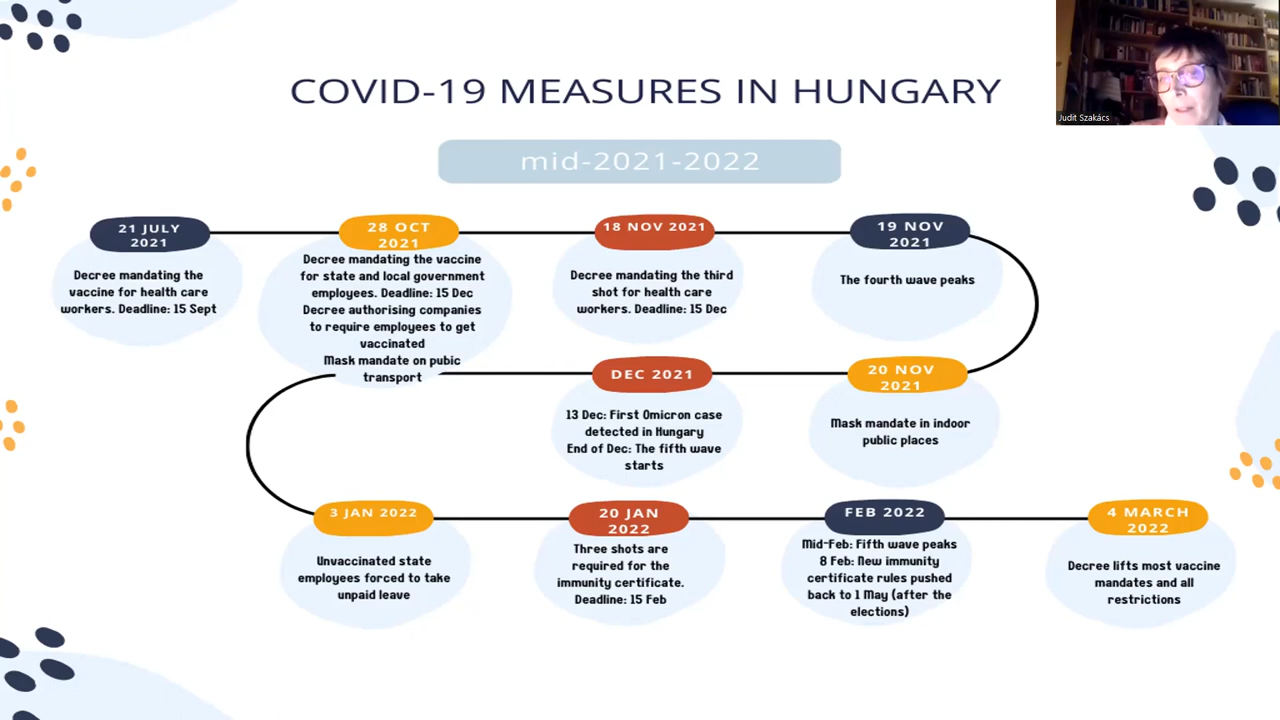 COVID-19 MEASURES IN HUNGARY
Judit Szakács
mid-2021-2022
21 JULY
2021
Decree mandating the
vaccine for health care
workers. Deadline: 15 Sept
28 OCT
2021
Decree mandating the vaccine
for state and local government
employees. Deadline: 15 Dec
Decree authorising companies
to require employees to get
vaccinated
Mask mandate on pubic
transport
18 NOV 2021
Decree mandating the third
shot for health care
workers. Deadline: 15 Dec
19 NOV
2021
The fourth wave peaks
20 NOV
2021
Mask mandate in indoor
public places
DEC 2021
13 Dec: First Omicron case
detected in Hungary
End of Dec: The fifth wave
starts
3 JAN 2022
Unvaccinated state
employees forced to take
unpaid leave
20 JAN
2022
Three shots are
required for the
immunity certificate.
Deadline: 15 Feb
FEB 2022
Mid-Feb: Fifth wave peaks
8 Feb: New immunity
certificate rules pushed
back to 1 May (after the
elections)
4 MARCH
2022
Decree lifts most vaccine
mandates and all
restrictions